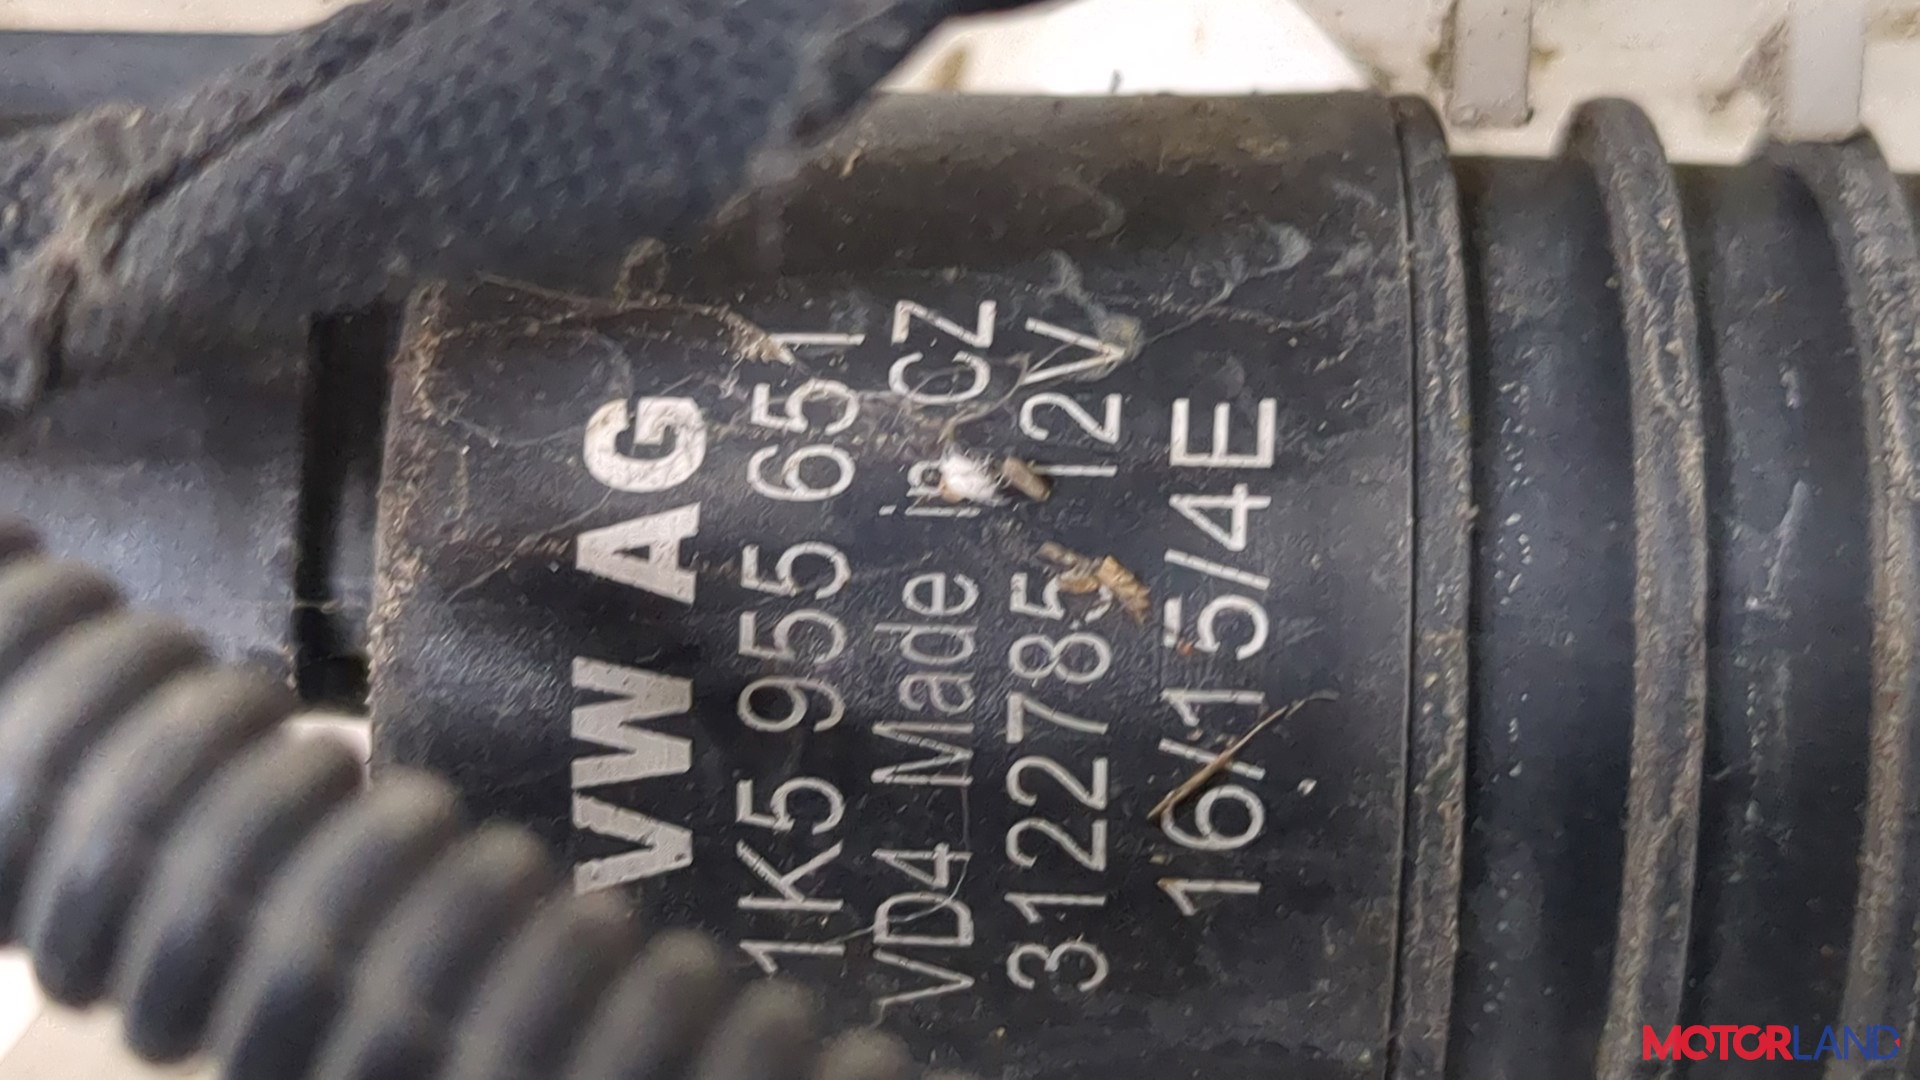 VW AG
1K5 955 651
VD4 Made in CZ
3122785 12V
16/15/4E
MOTORLAND